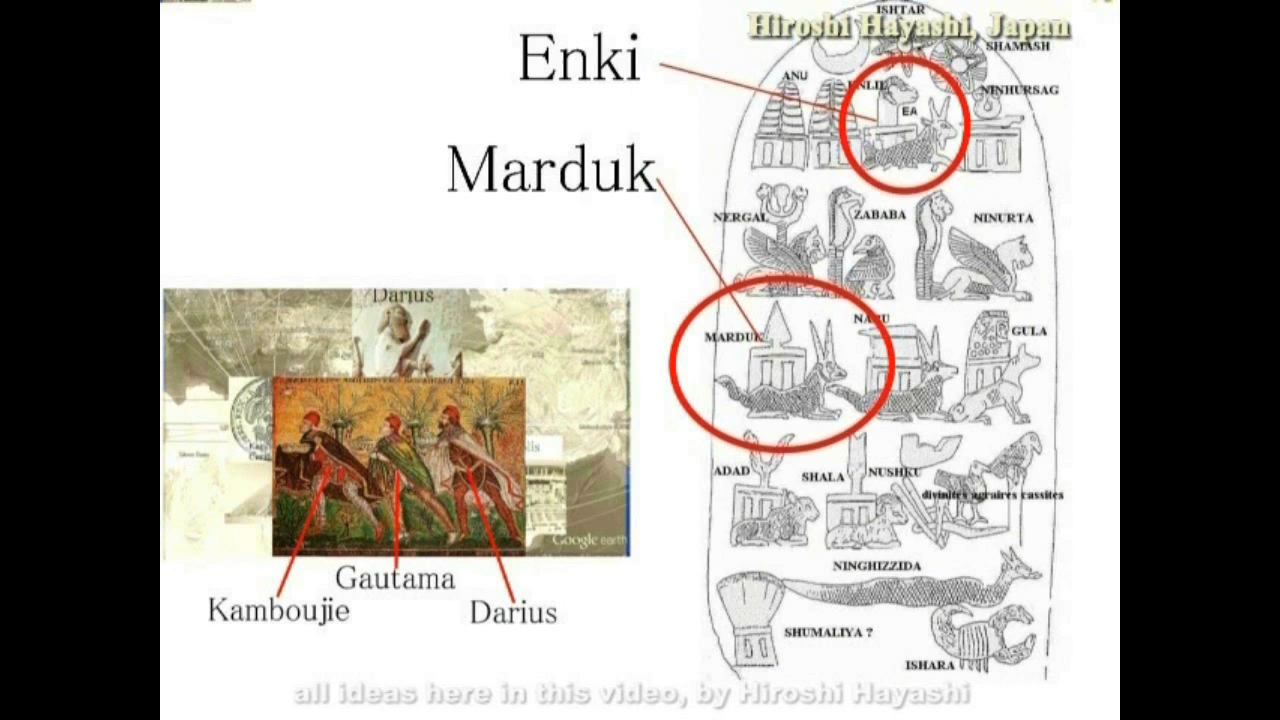 Hiroshi Hayashi, Japan
Enki
Marduk
ISHTAR
SHAMASH
ANU
ENLIL
NINHURSAG
EA
NERGAL
ZABABA
NINURTA
MARDUK
NABU
GULA
ADAD
SHALA
NUSHKU
divinites agraires cassites
NINGHIZZIDA
SHUMALIYA ?
ISHARA
Darius
Google earth
Gautama
Kamboujie
Darius
all ideas here in this video, by Hiroshi Hayashi